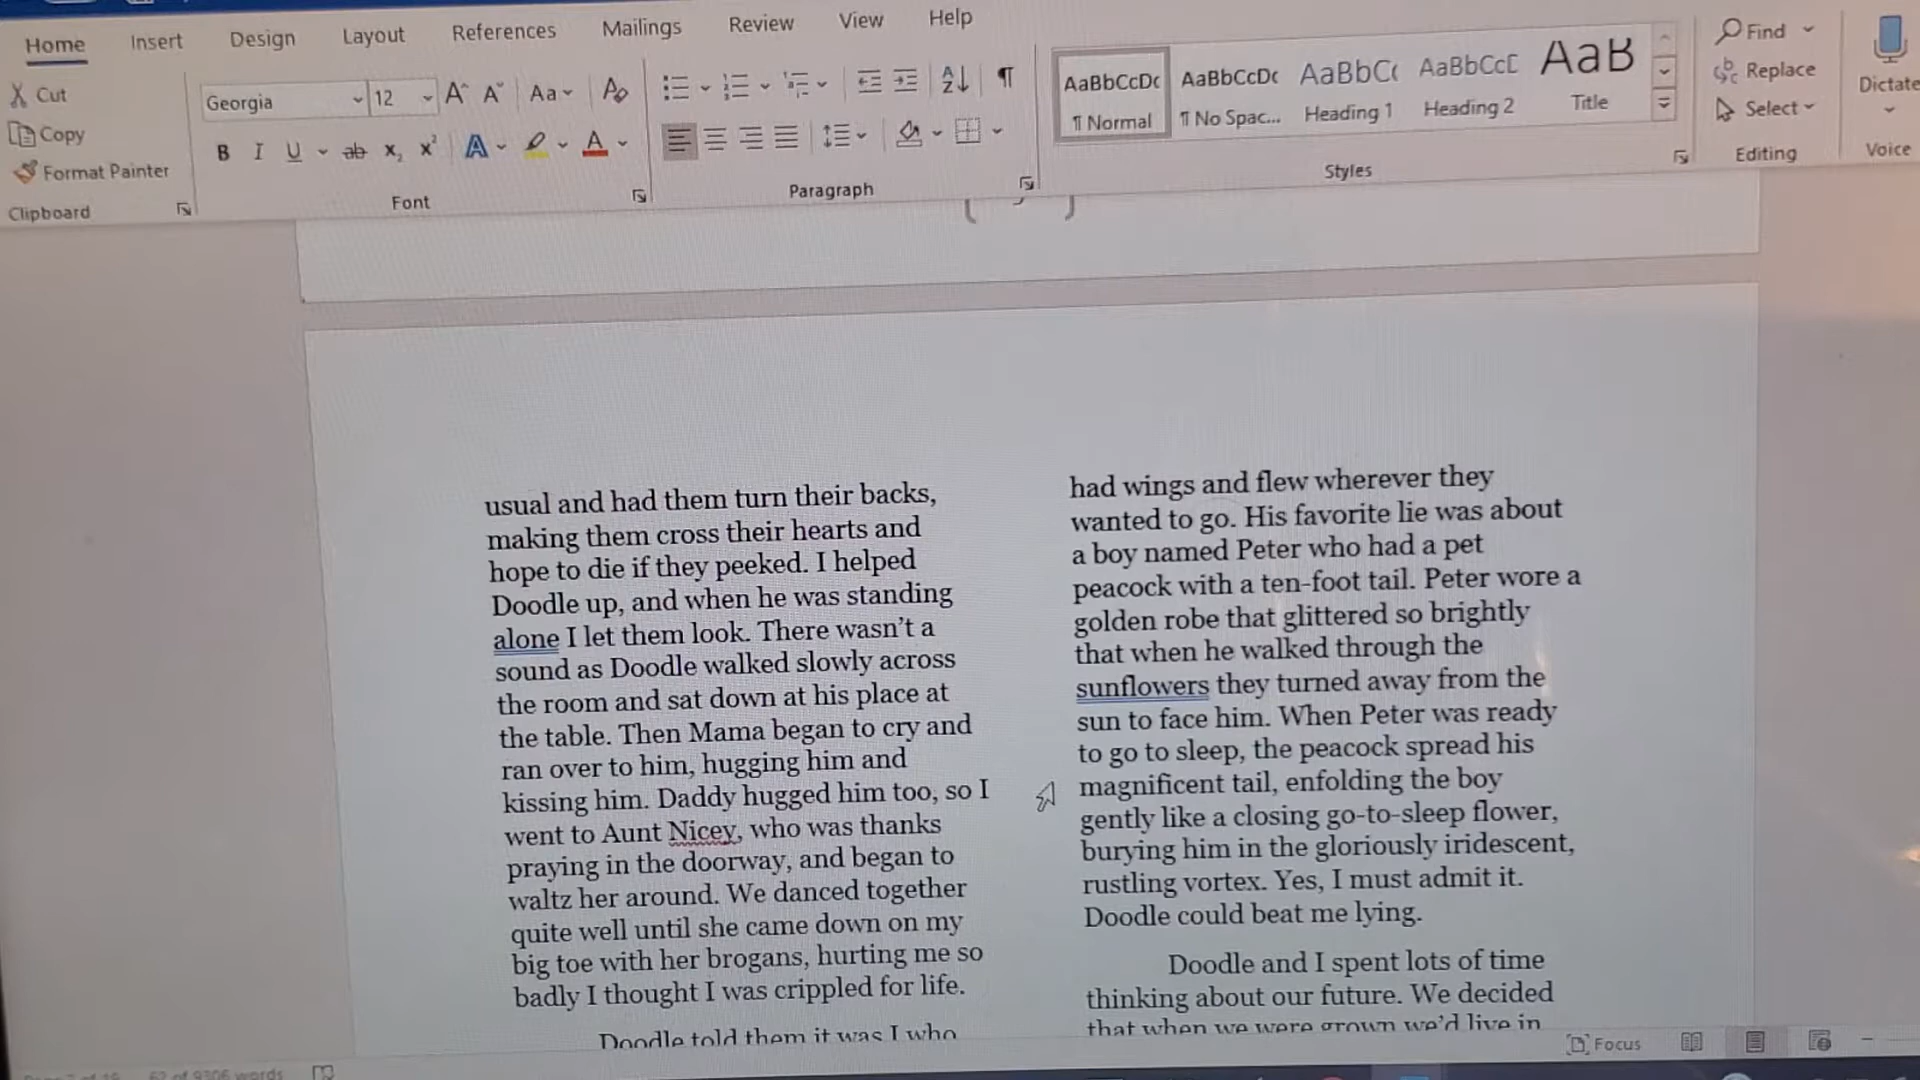 Home Insert Design Layout References Mailings Review View Help
Cut
Copy
Format Painter
Clipboard
Georgia 12
Aa
B I U ab x₂ x² A A
Font
Paragraph
AaBbCcDc AaBbCcDc AaBbC AaBbCcD AaB
¶ Normal ¶ No Spac... Heading 1 Heading 2 Title
Styles
Find
Replace
Select
Editing
Dictate
Voice
usual and had them turn their backs,
making them cross their hearts and
hope to die if they peeked. I helped
Doodle up, and when he was standing
alone I let them look. There wasn't a
sound as Doodle walked slowly across
the room and sat down at his place at
the table. Then Mama began to cry and
ran over to him, hugging him and
kissing him. Daddy hugged him too, so I
went to Aunt Nicey, who was thanks
praying in the doorway, and began to
waltz her around. We danced together
quite well until she came down on my
big toe with her brogans, hurting me so
badly I thought I was crippled for life.
Doodle told them it was I who
had wings and flew wherever they
wanted to go. His favorite lie was about
a boy named Peter who had a pet
peacock with a ten-foot tail. Peter wore a
golden robe that glittered so brightly
that when he walked through the
sunflowers they turned away from the
sun to face him. When Peter was ready
to go to sleep, the peacock spread his
magnificent tail, enfolding the boy
gently like a closing go-to-sleep flower,
burying him in the gloriously iridescent,
rustling vortex. Yes, I must admit it.
Doodle could beat me lying.
Doodle and I spent lots of time
thinking about our future. We decided
that when we were grown we'd live in
62 of 9306 words
Focus